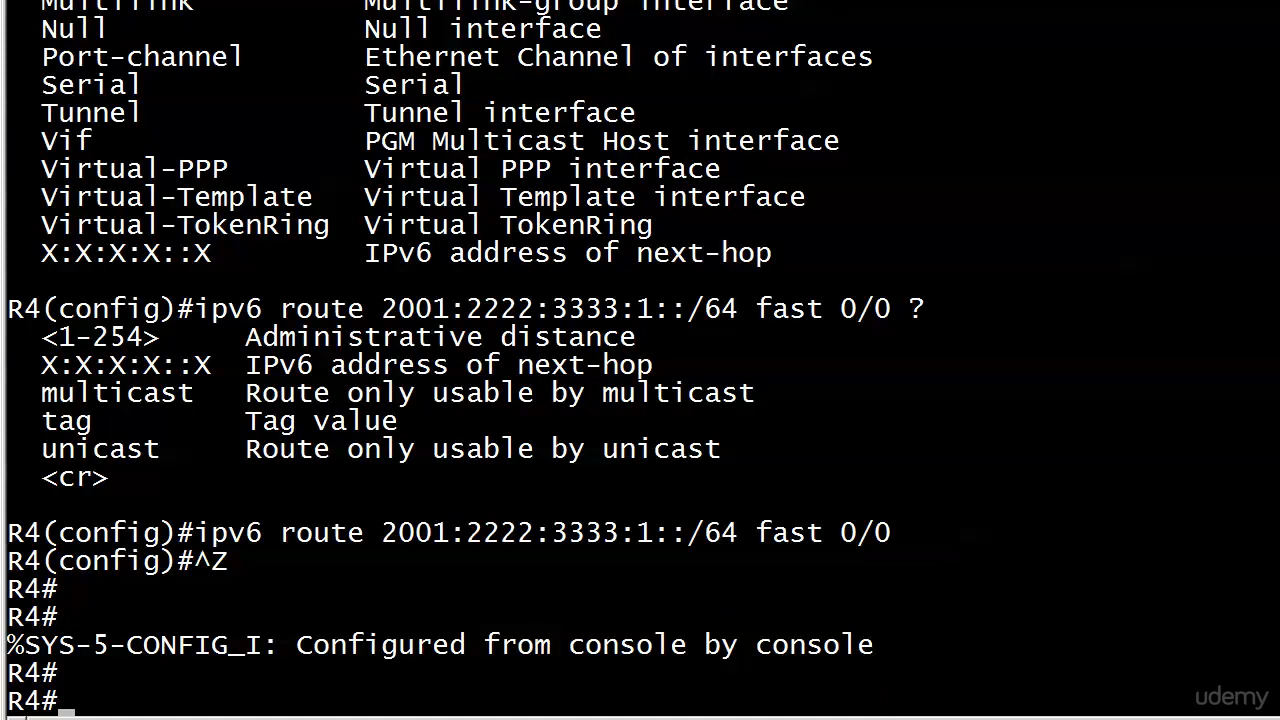 Multilink           Multilink-group interface
Null                Null interface
Port-channel        Ethernet Channel of interfaces
Serial              Serial
Tunnel              Tunnel interface
Vif                 PGM Multicast Host interface
Virtual-PPP         Virtual PPP interface
Virtual-Template    Virtual Template interface
Virtual-TokenRing   Virtual TokenRing
X:X:X:X::X          IPv6 address of next-hop
R4(config)#ipv6 route 2001:2222:3333:1::/64 fast 0/0 ?
<1-254>      Administrative distance
X:X:X:X::X   IPv6 address of next-hop
multicast    Route only usable by multicast
tag          Tag value
unicast      Route only usable by unicast
<cr>
R4(config)#ipv6 route 2001:2222:3333:1::/64 fast 0/0
R4(config)#^Z
R4#
R4#
%SYS-5-CONFIG_I: Configured from console by console
R4#
R4#
udemy